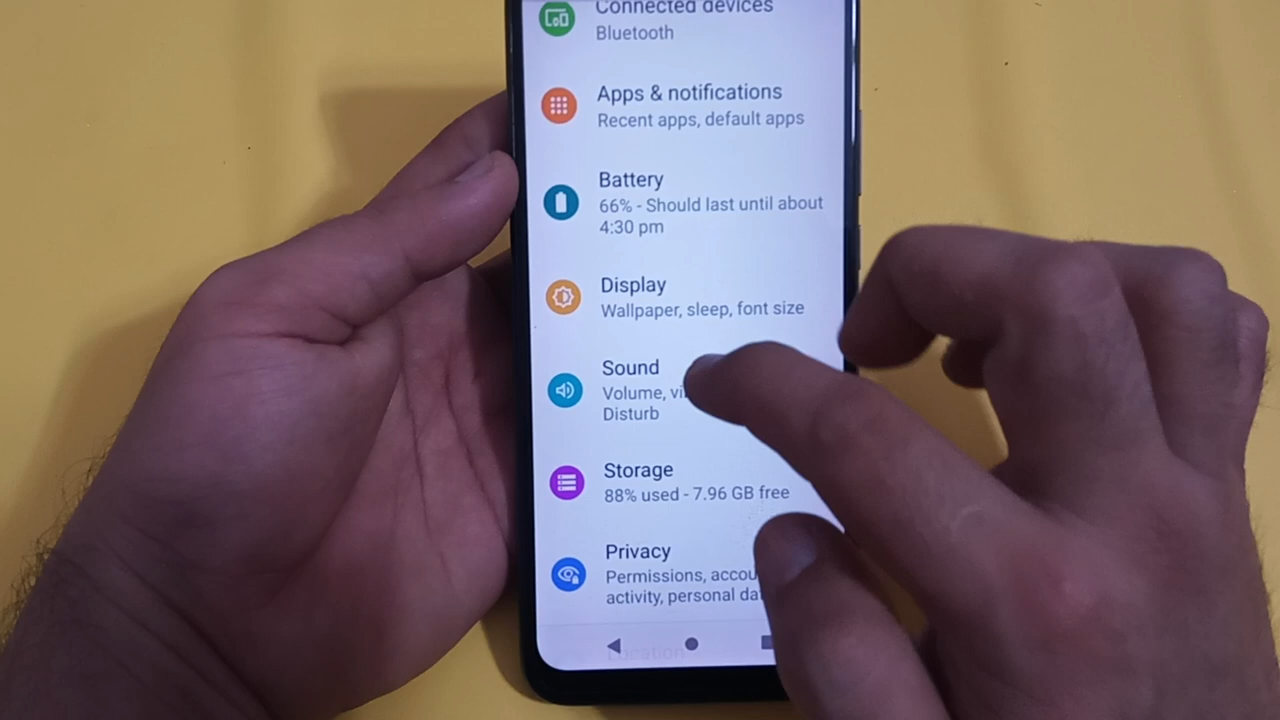 Connected devices
Bluetooth
Apps & notifications
Recent apps, default apps
Battery
66% - Should last until about
4:30 pm
Display
Wallpaper, sleep, font size
Sound
Volume,
Disturb
Storage
88% used - 7.96 GB free
Privacy
Permissions,
activity, personal
Location